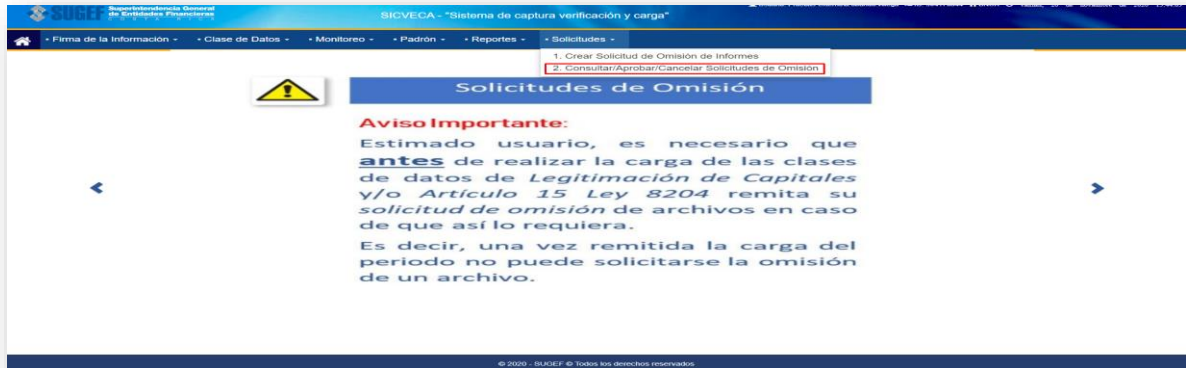 SUGEF Superintendencia General
de Entidades Financieras
COSTA RICA
SICVECA - "Sistema de captura verificación y carga"
• Firma de la Información • Clase de Datos • Monitoreo • Padrón • Reportes • Solicitudes
1. Crear Solicitud de Omisión de Informes
2. Consultar/Aprobar/Cancelar Solicitudes de Omisión
Solicitudes de Omisión
Aviso Importante:
Estimado usuario, es necesario que
antes de realizar la carga de las clases
de datos de Legitimación de Capitales
y/o Artículo 15 Ley 8204 remita su
solicitud de omisión de archivos en caso
de que así lo requiera.
Es decir, una vez remitida la carga del
periodo no puede solicitarse la omisión
de un archivo.
© 2020 - SUGEF © Todos los derechos reservados